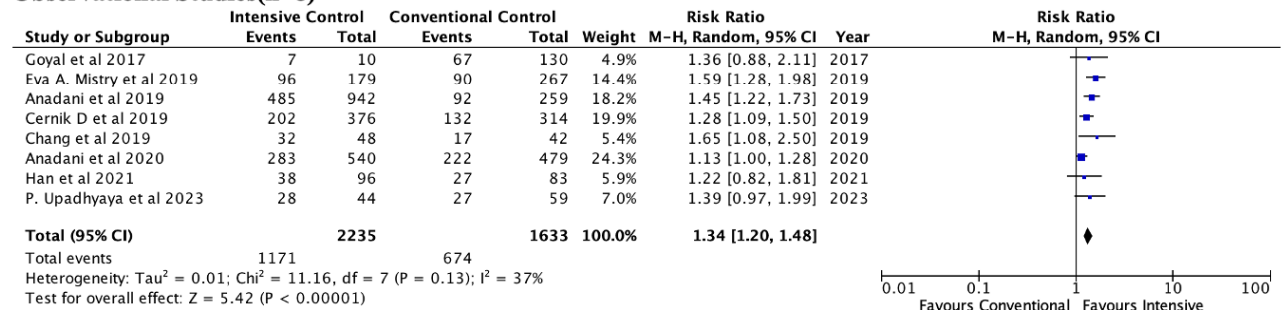 Intensive Control Conventional Control Risk Ratio Risk Ratio
Study or Subgroup Events Total Events Total Weight M-H, Random, 95% CI Year M-H, Random, 95% CI
Goyal et al 2017 7 10 67 130 4.9% 1.36 [0.88, 2.11] 2017
Eva A. Mistry et al 2019 96 179 90 267 14.4% 1.59 [1.28, 1.98] 2019
Anadani et al 2019 485 942 92 259 18.2% 1.45 [1.22, 1.73] 2019
Cernik D et al 2019 202 376 132 314 19.9% 1.28 [1.09, 1.50] 2019
Chang et al 2019 32 48 17 42 5.4% 1.65 [1.08, 2.50] 2019
Anadani et al 2020 283 540 222 479 24.3% 1.13 [1.00, 1.28] 2020
Han et al 2021 38 96 27 83 5.9% 1.22 [0.82, 1.81] 2021
P. Upadhyaya et al 2023 28 44 27 59 7.0% 1.39 [0.97, 1.99] 2023
Total (95% CI) 2235 1633 100.0% 1.34 [1.20, 1.48]
Total events 1171 674
Heterogeneity: Tau² = 0.01; Chi² = 11.16, df = 7 (P = 0.13); I² = 37%
Test for overall effect: Z = 5.42 (P < 0.00001)
0.01 0.1 1 10 100
Favours Conventional Favours Intensive